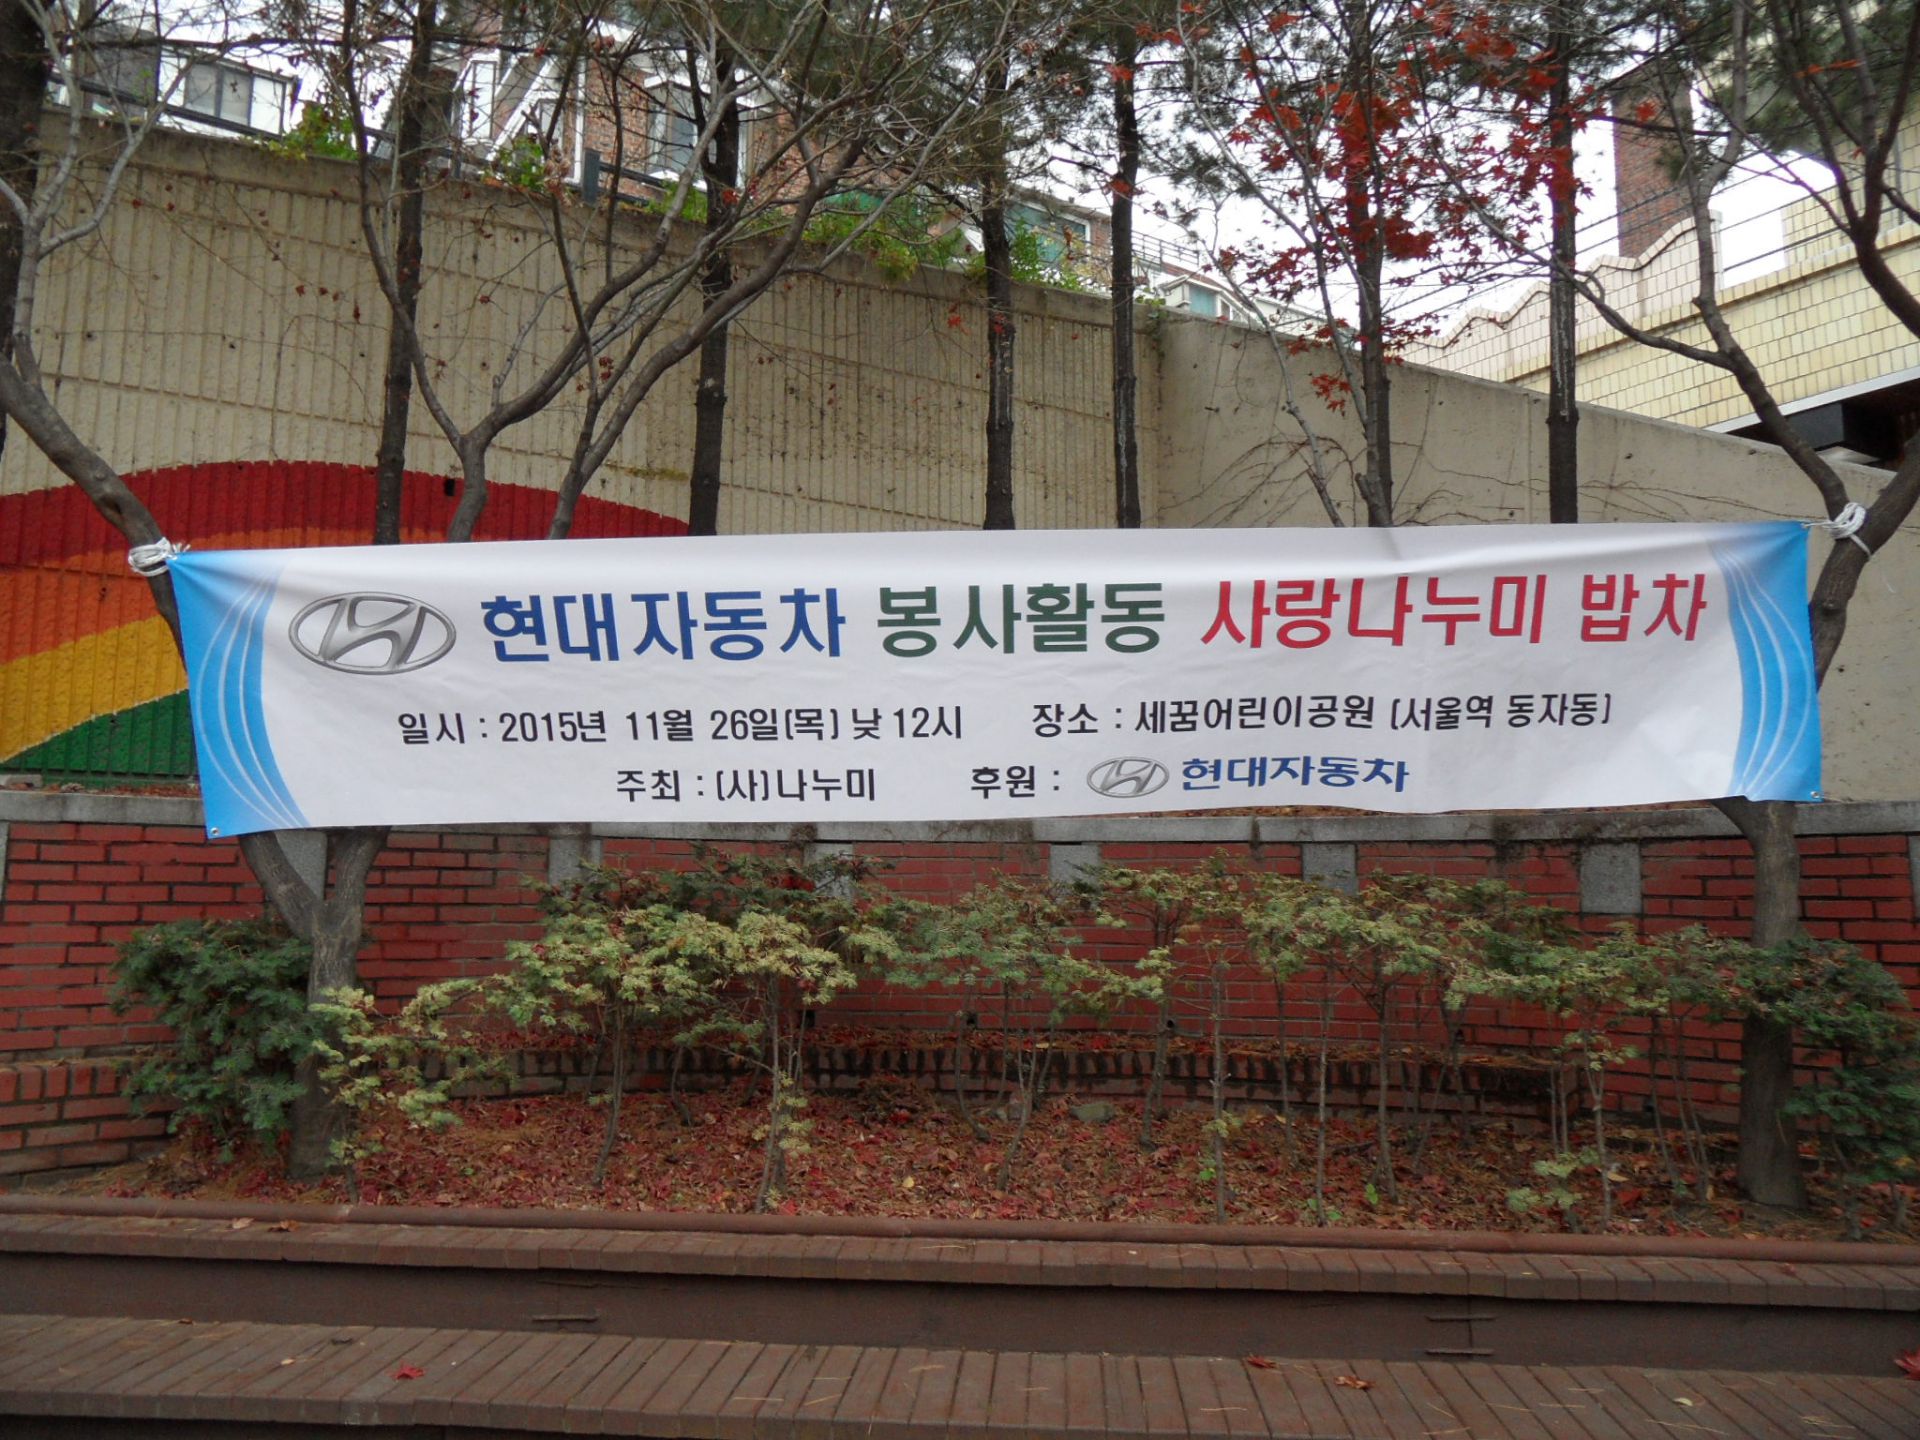 현대자동차 봉사활동 사랑나누미 밥차
일시 : 2015년 11월 26일(목) 낮 12시 장소 : 세꿈어린이공원 (서울역 동자동)
주최 : (사)나누미 후원 : 현대자동차